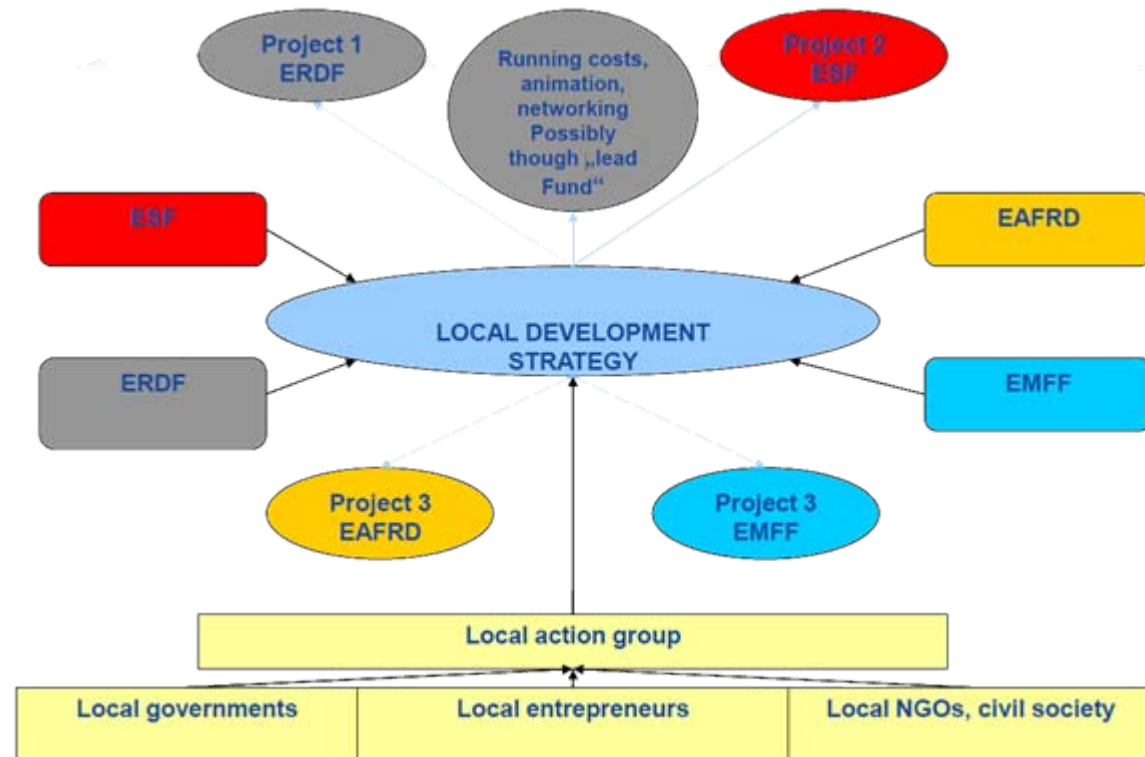 Project 1
ERDF
Running costs,
animation,
networking
Possibly
though „lead
Fund“
Project 2
ESF
ESF
EAFRD
LOCAL DEVELOPMENT
STRATEGY
ERDF
EMFF
Project 3
EAFRD
Project 3
EMFF
Local action group
Local governments
Local entrepreneurs
Local NGOs, civil society